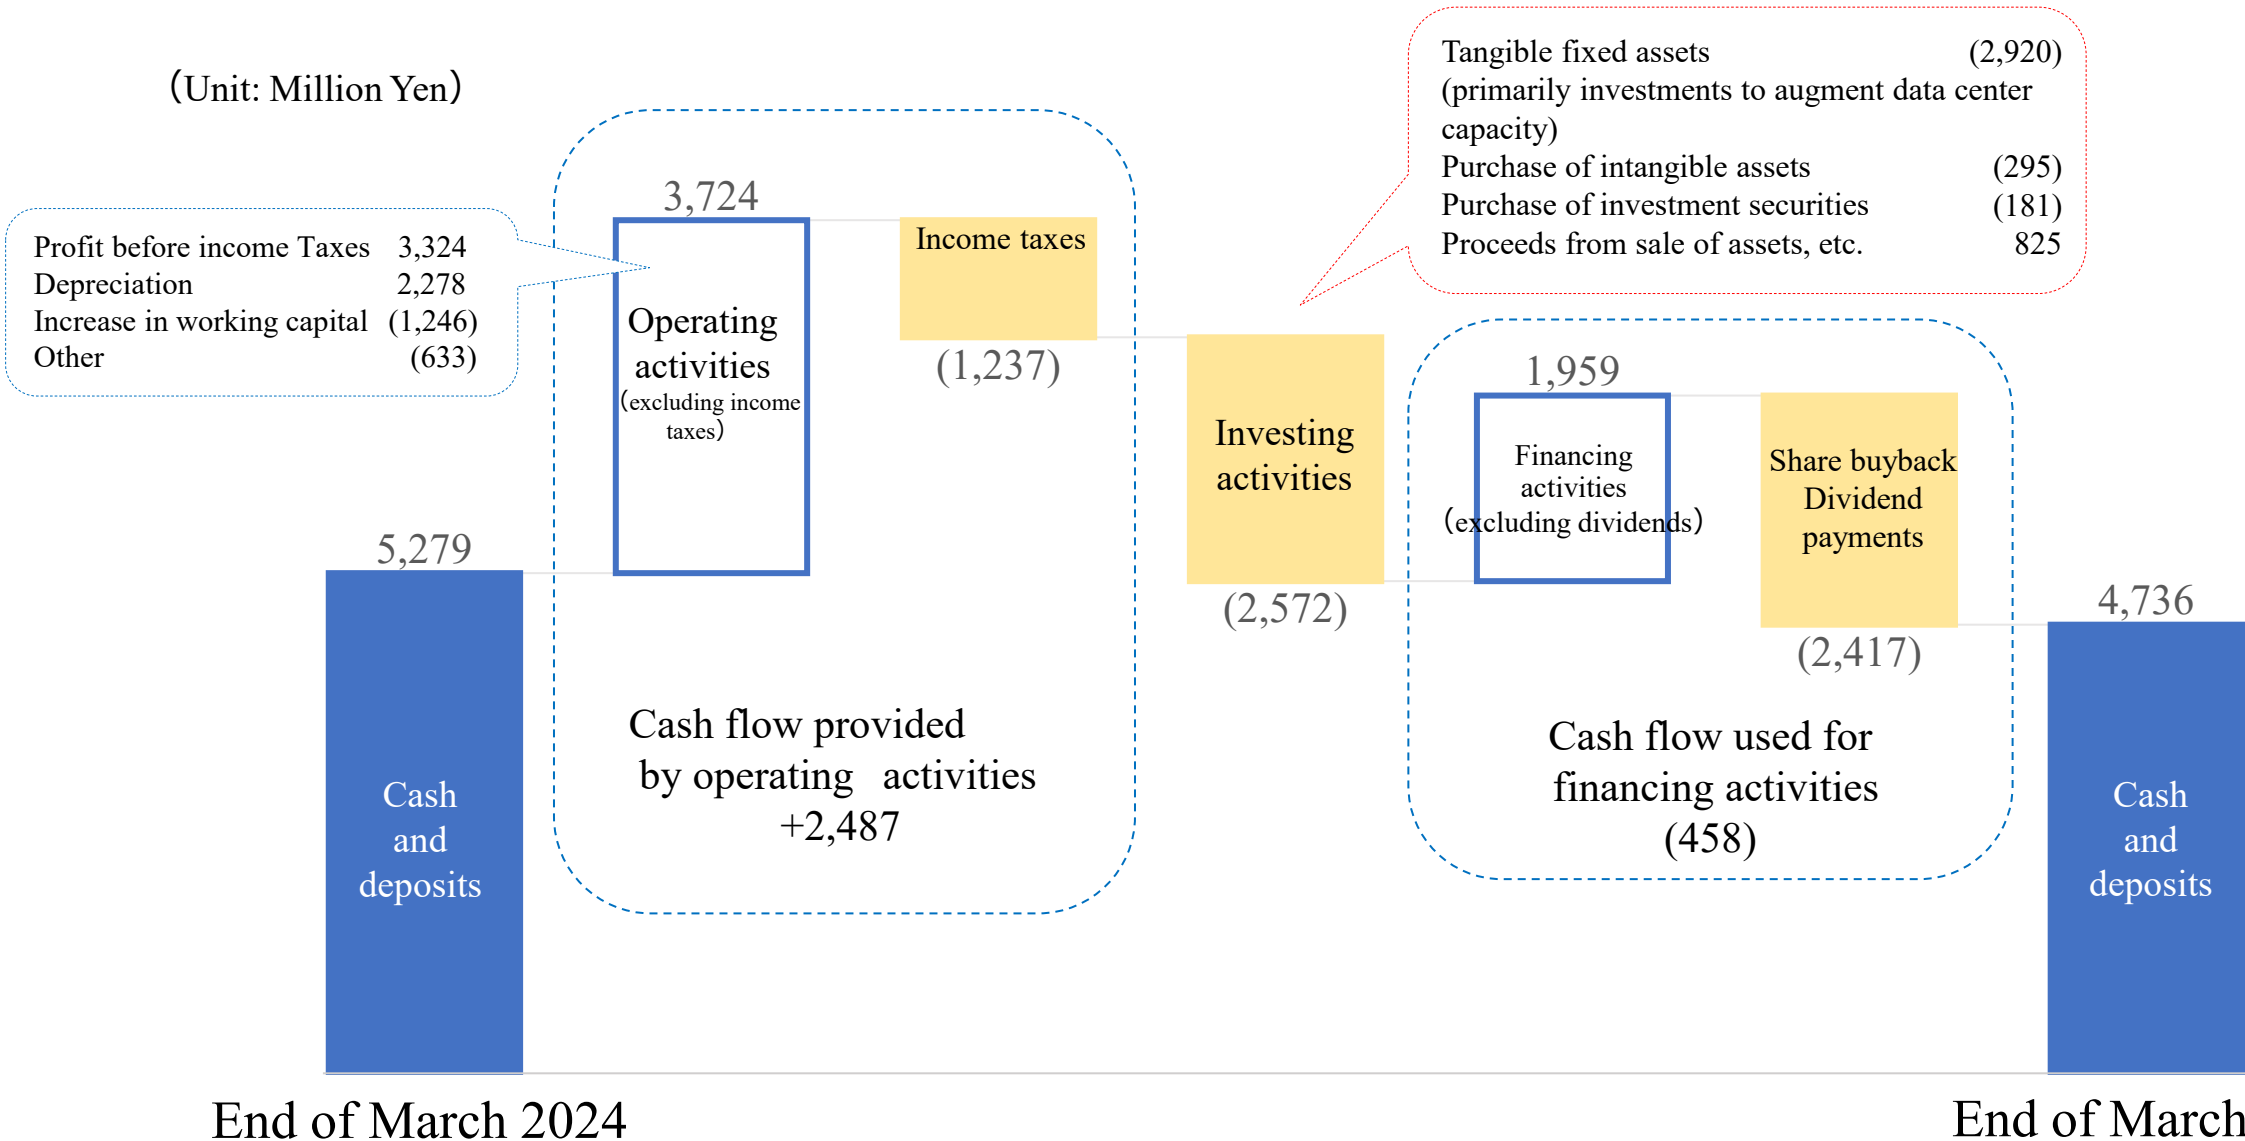 （Unit: Million Yen）
Tangible fixed assets (2,920)
(primarily investments to augment data center
capacity)
Purchase of intangible assets (295)
Purchase of investment securities (181)
Proceeds from sale of assets, etc. 825
Profit before income Taxes 3,324
Depreciation 2,278
Increase in working capital (1,246)
Other (633)
5,279
Cash
and
deposits
3,724
Operating
activities
（excluding income
taxes）
Income taxes
(1,237)
Cash flow provided
by operating activities
+2,487
Investing
activities
(2,572)
1,959
Financing
activities
（excluding dividends）
Share buyback
Dividend
payments
(2,417)
Cash flow used for
financing activities
(458)
4,736
Cash
and
deposits
End of March 2024
End of March